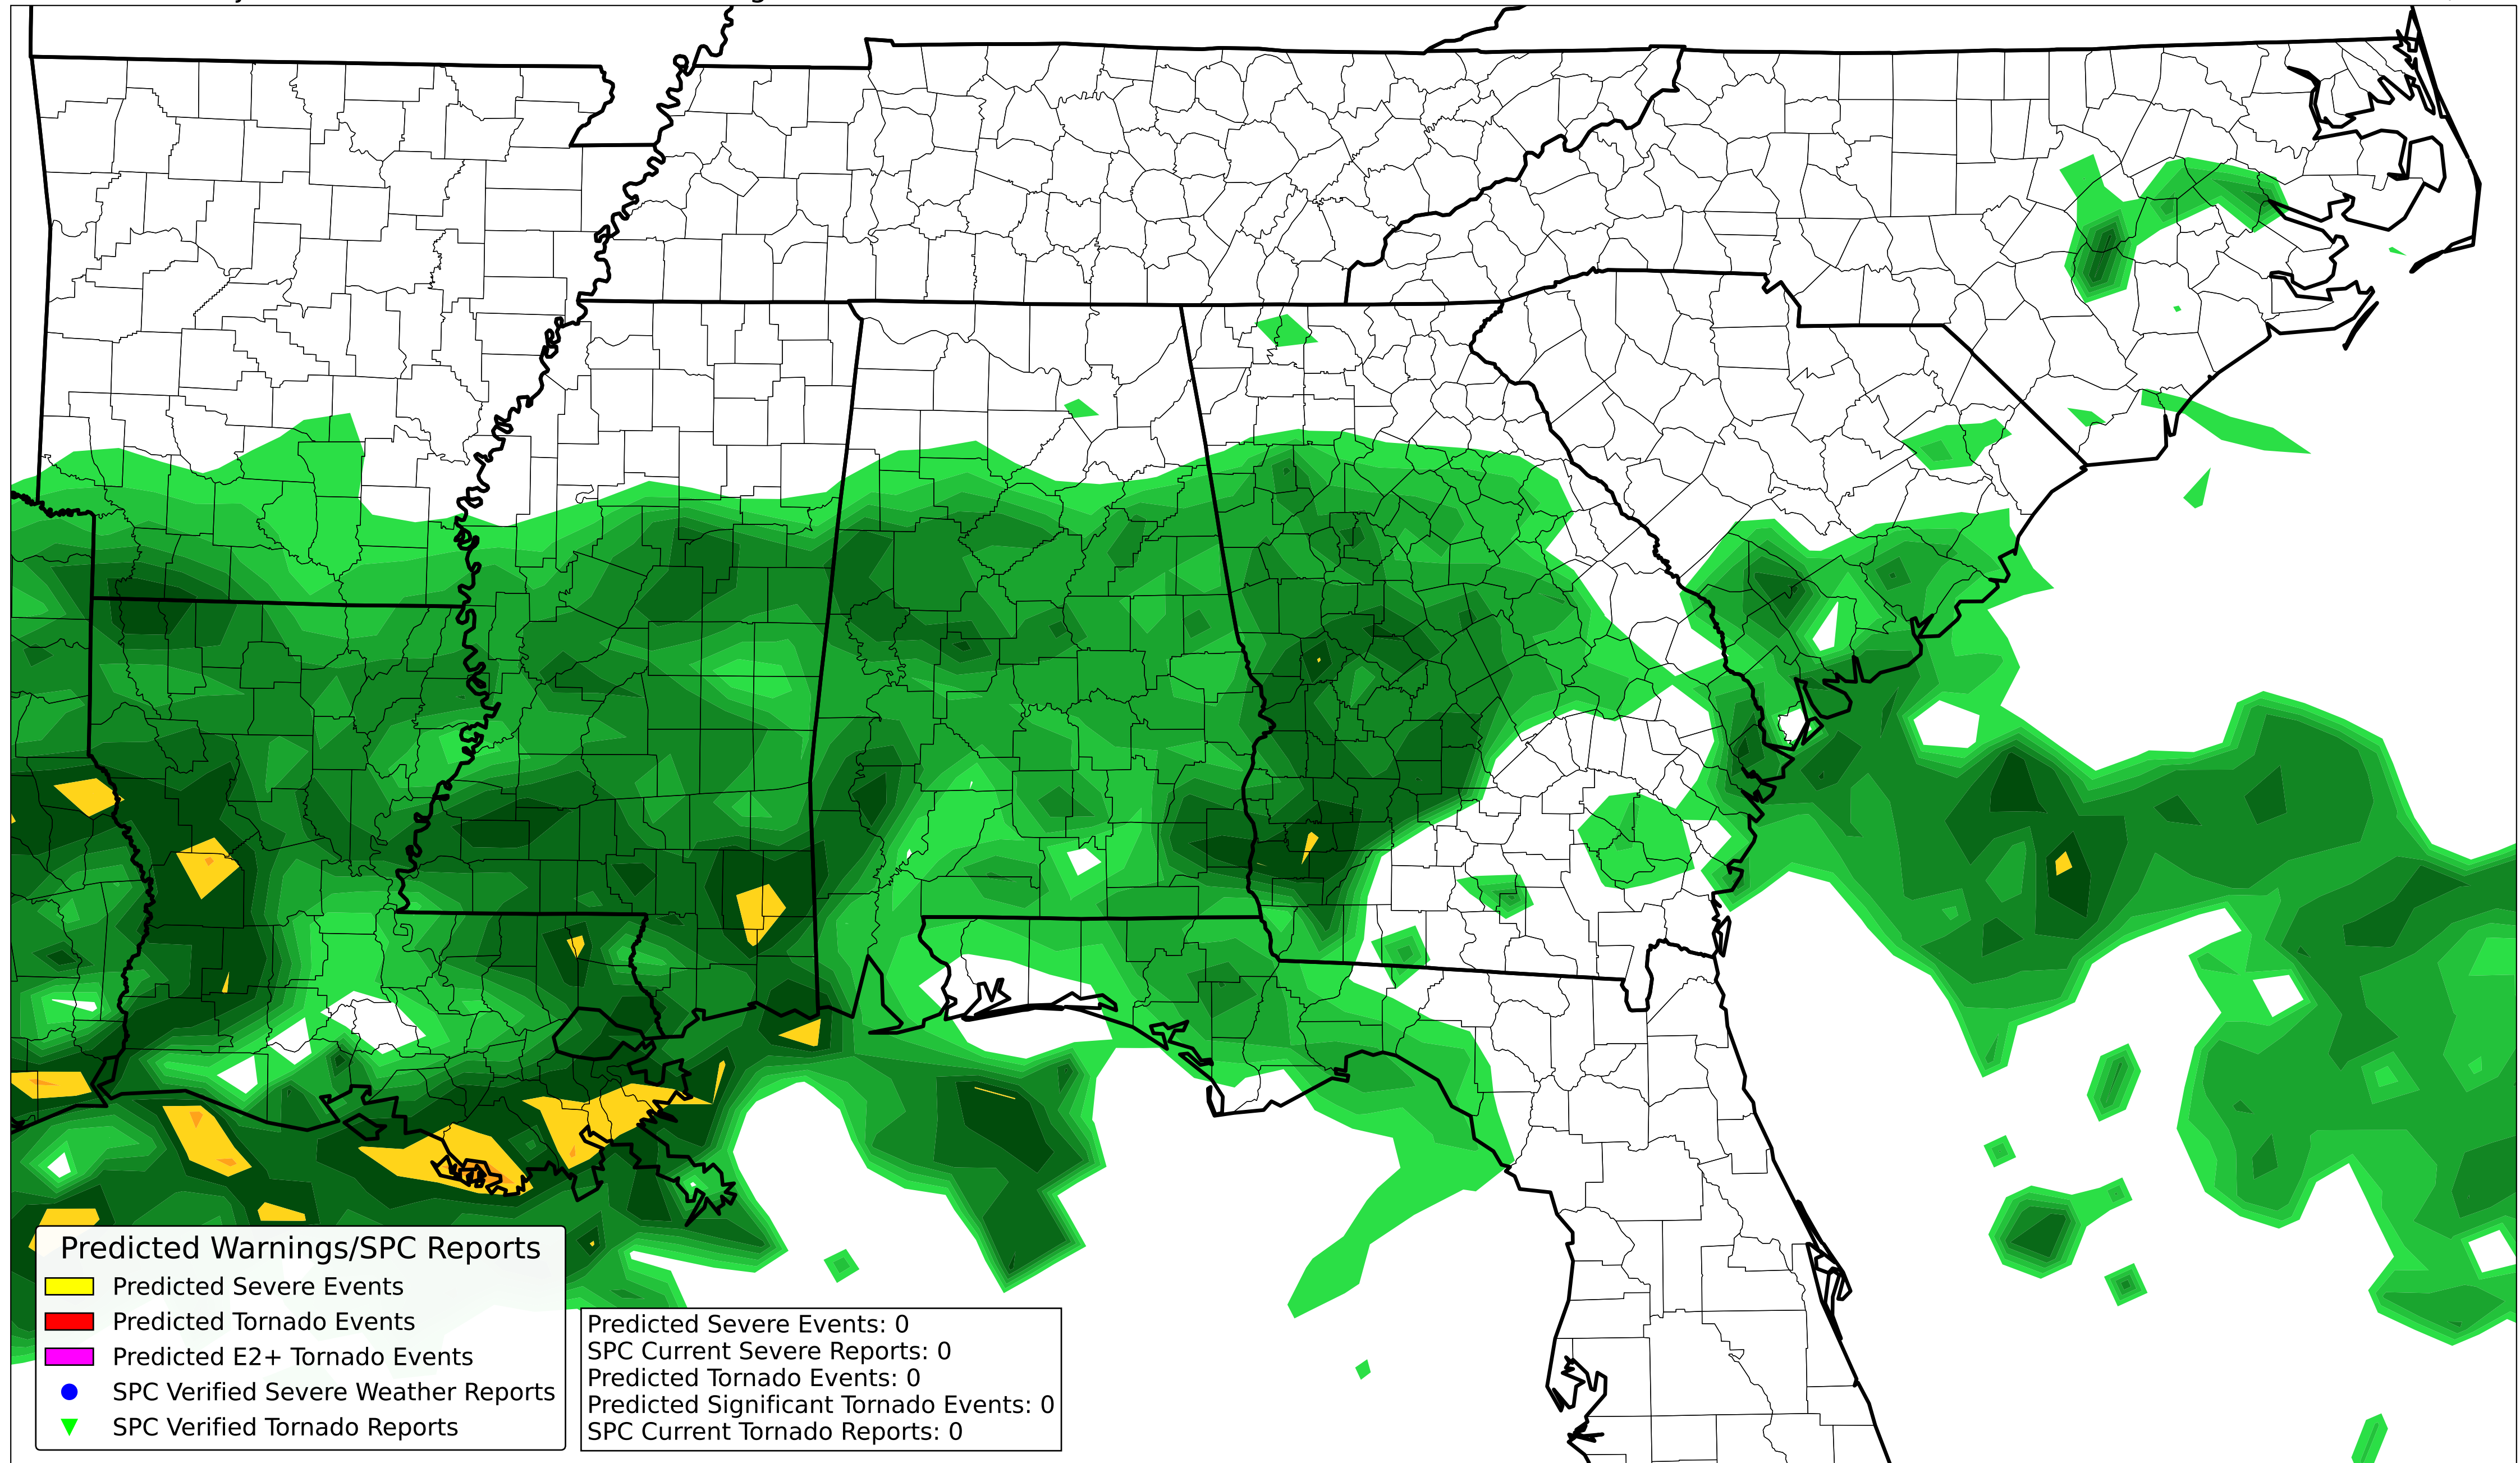 Predicted Warnings/SPC Reports
Predicted Severe Events
Predicted Tornado Events
Predicted E2+ Tornado Events
SPC Verified Severe Weather Reports
SPC Verified Tornado Reports
Predicted Severe Events: 0
SPC Current Severe Reports: 0
Predicted Tornado Events: 0
Predicted Significant Tornado Events: 0
SPC Current Tornado Reports: 0